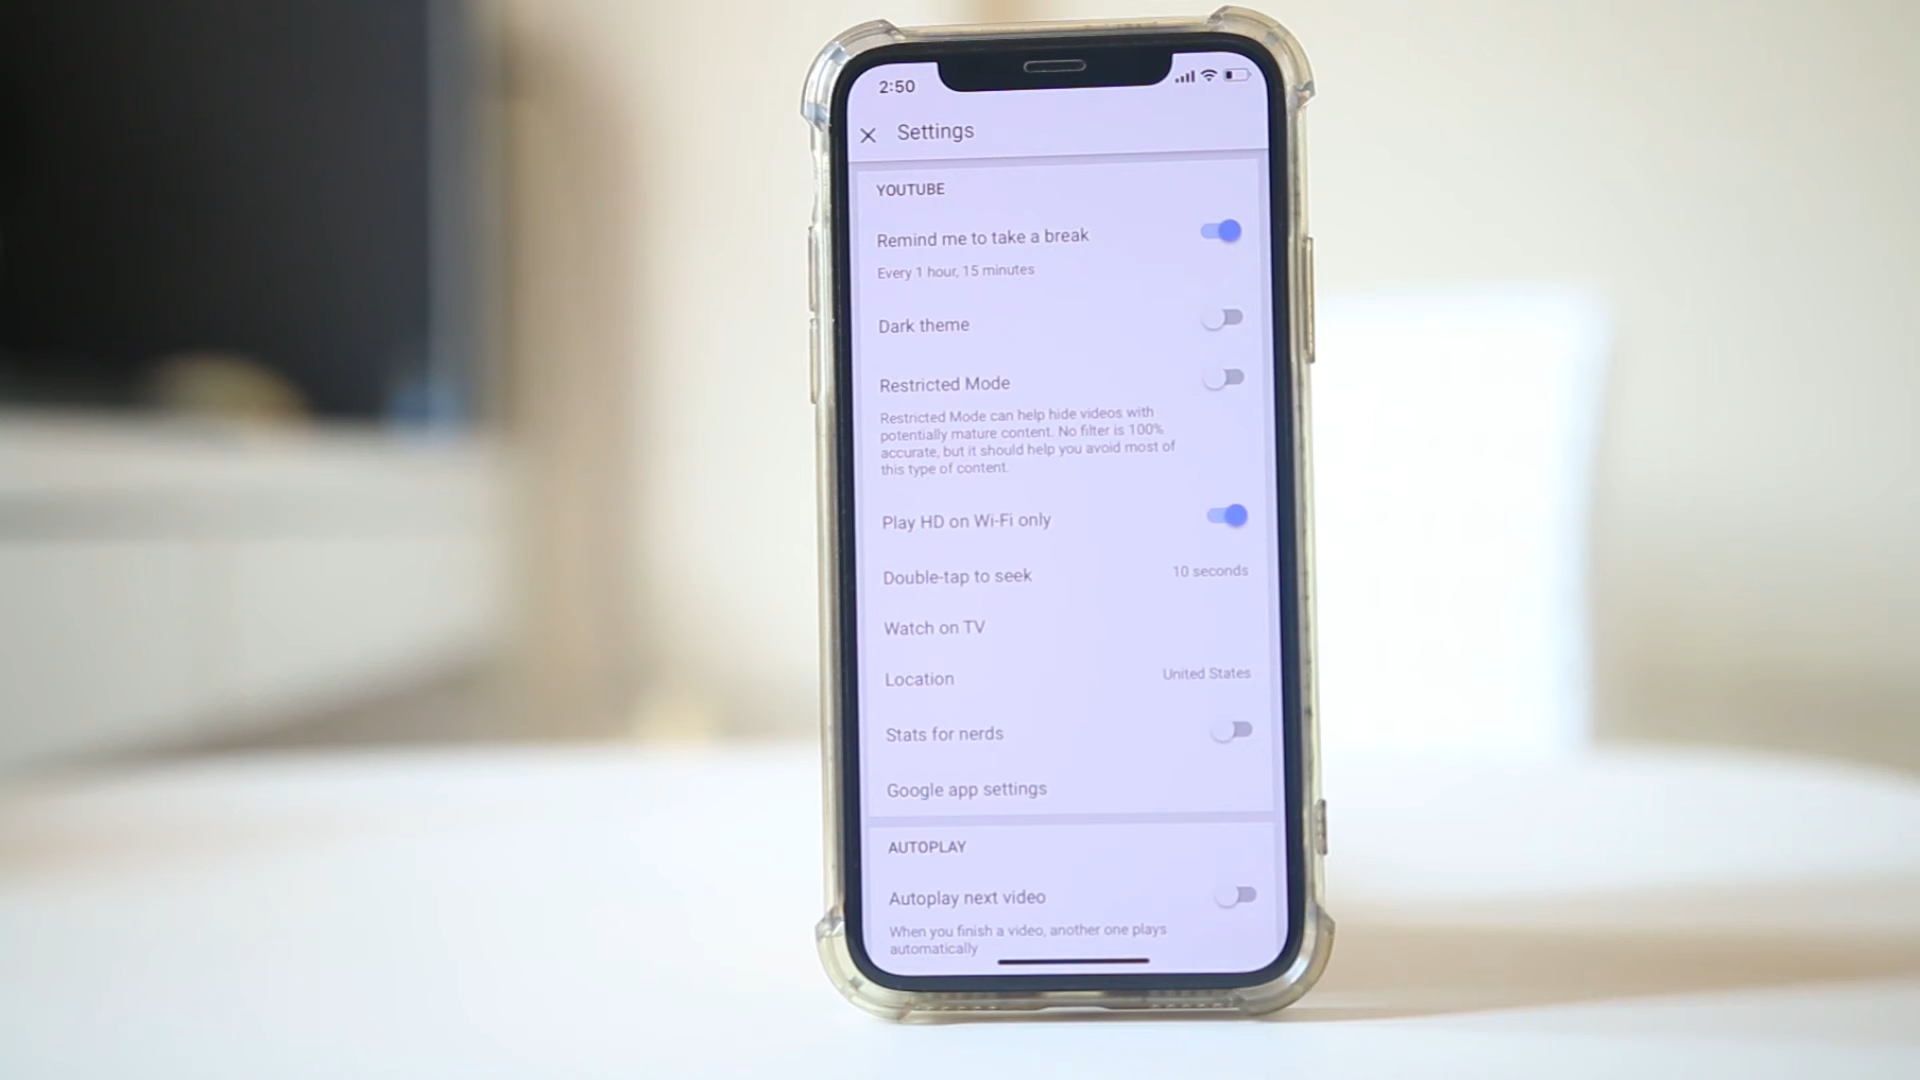 2:50
Settings
YOUTUBE
Remind me to take a break
Every 1 hour, 15 minutes
Dark theme
Restricted Mode
Restricted Mode can help hide videos with
potentially mature content. No filter is 100%
accurate, but it should help you avoid most of
this type of content.
Play HD on Wi-Fi only
Double-tap to seek 10 seconds
Watch on TV
Location United States
Stats for nerds
Google app settings
AUTOPLAY
Autoplay next video
When you finish a video, another one plays
automatically